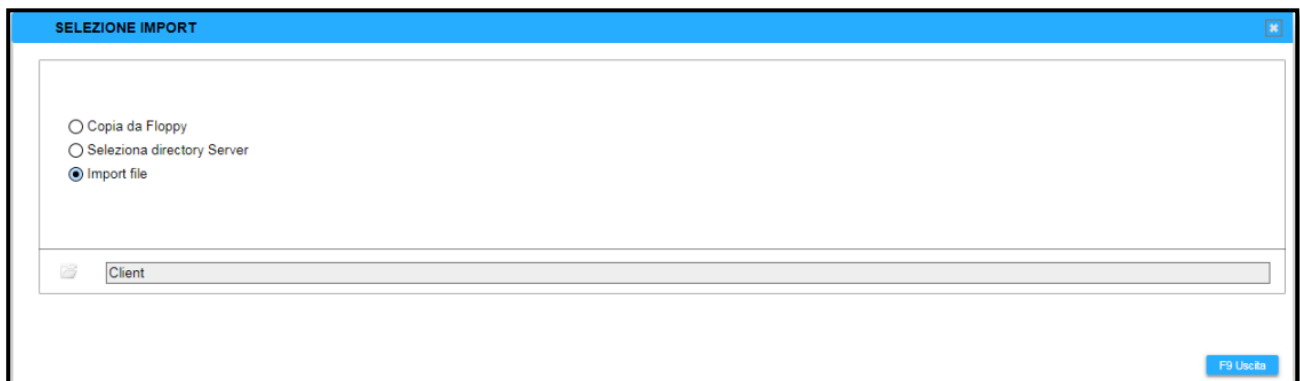 SELEZIONE IMPORT
Copia da Floppy
Seleziona directory Server
Import file
Client
F9 Uscita